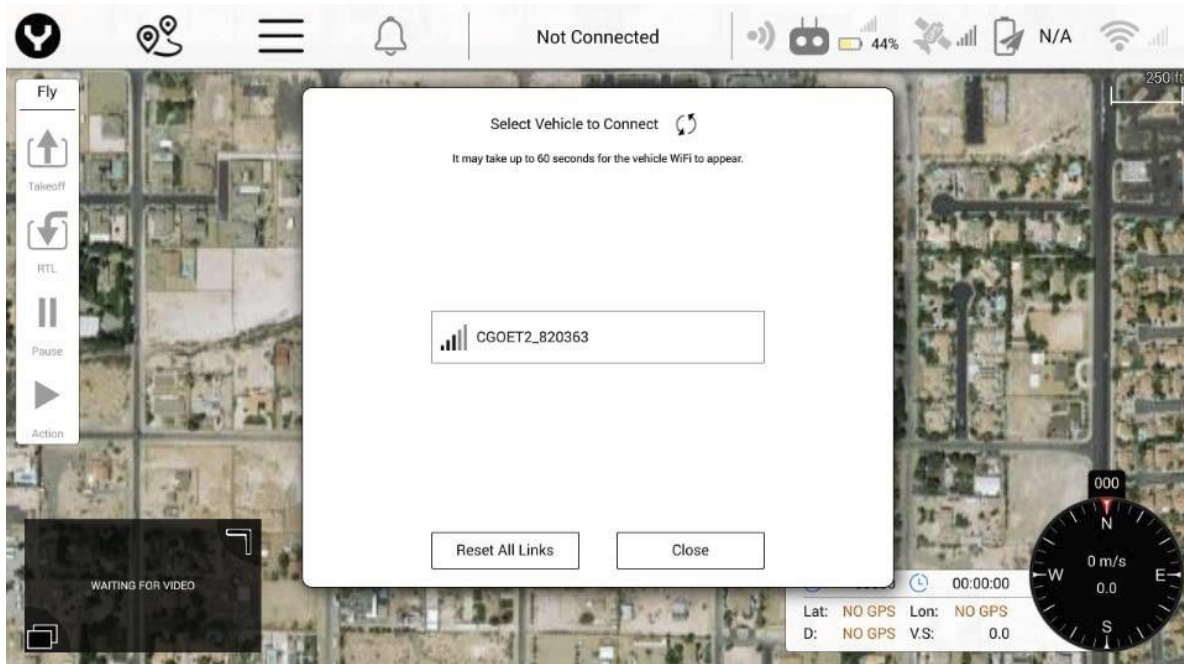 Not Connected
44%
N/A
250 ft
Fly
Takeoff
RTL
Pause
Action
Select Vehicle to Connect
It may take up to 60 seconds for the vehicle WiFi to appear.
CGOET2_820363
Reset All Links
Close
WAITING FOR VIDEO
00:00:00
Lat: NO GPS Lon: NO GPS
D: NO GPS V.S: 0.0
000
N
W
E
S
0 m/s
0.0